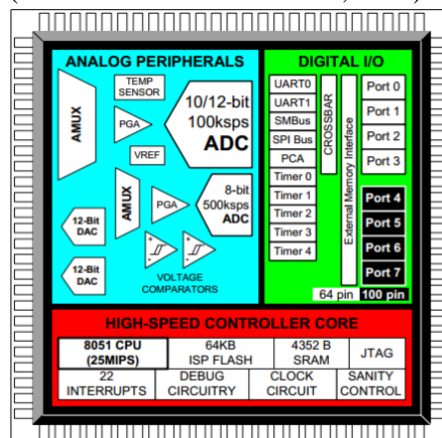 ANALOG PERIPHERALS
TEMP
SENSOR
AMUX
PGA
VREF
10/12-bit
100ksps
ADC
AMUX
PGA
8-bit
500ksps
ADC
12-Bit
DAC
12-Bit
DAC
VOLTAGE
COMPARATORS
DIGITAL I/O
UART0
UART1
SMBus
SPI Bus
PCA
Timer 0
Timer 1
Timer 2
Timer 3
Timer 4
CROSSBAR
External Memory Interface
Port 0
Port 1
Port 2
Port 3
Port 4
Port 5
Port 6
Port 7
64 pin 100 pin
HIGH-SPEED CONTROLLER CORE
8051 CPU
(25MIPS)
64KB
ISP FLASH
4352 B
SRAM
JTAG
22
INTERRUPTS
DEBUG
CIRCUITRY
CLOCK
CIRCUIT
SANITY
CONTROL